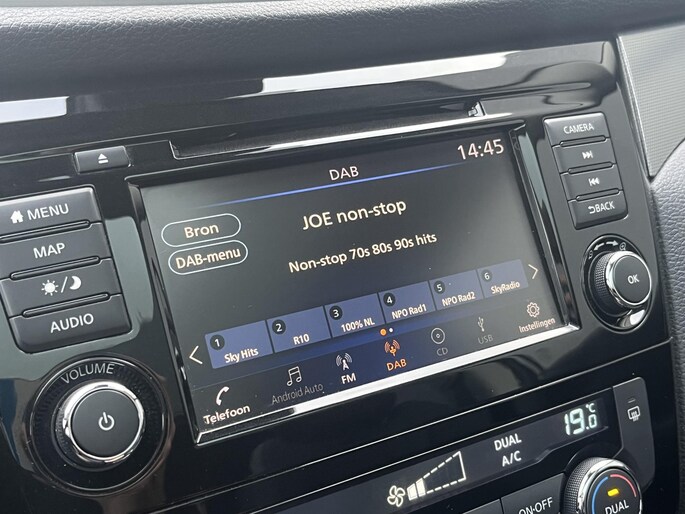 CAMERA
BACK
OK
MENU
MAP
AUDIO
VOLUME
DAB
14:45
Bron
DAB-menu
JOE non-stop
Non-stop 70s 80s 90s hits
1 Sky Hits
2 R10
3 100% NL
4 NPO Rad1
5 NPO Rad2
6 SkyRadio
Telefoon
Android Auto
FM
DAB
CD
USB
Instellingen
DUAL
A/C
19.0 °C
ON·OFF
DUAL